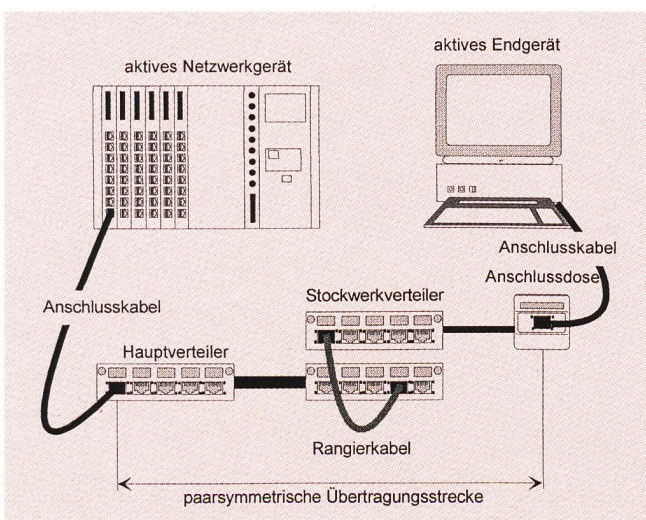 aktives Endgerät
aktives Netzwerkgerät
Anschlusskabel
Anschlussdose
Stockwerkverteiler
Anschlusskabel
Hauptverteiler
Rangierkabel
paarsymmetrische Übertragungsstrecke